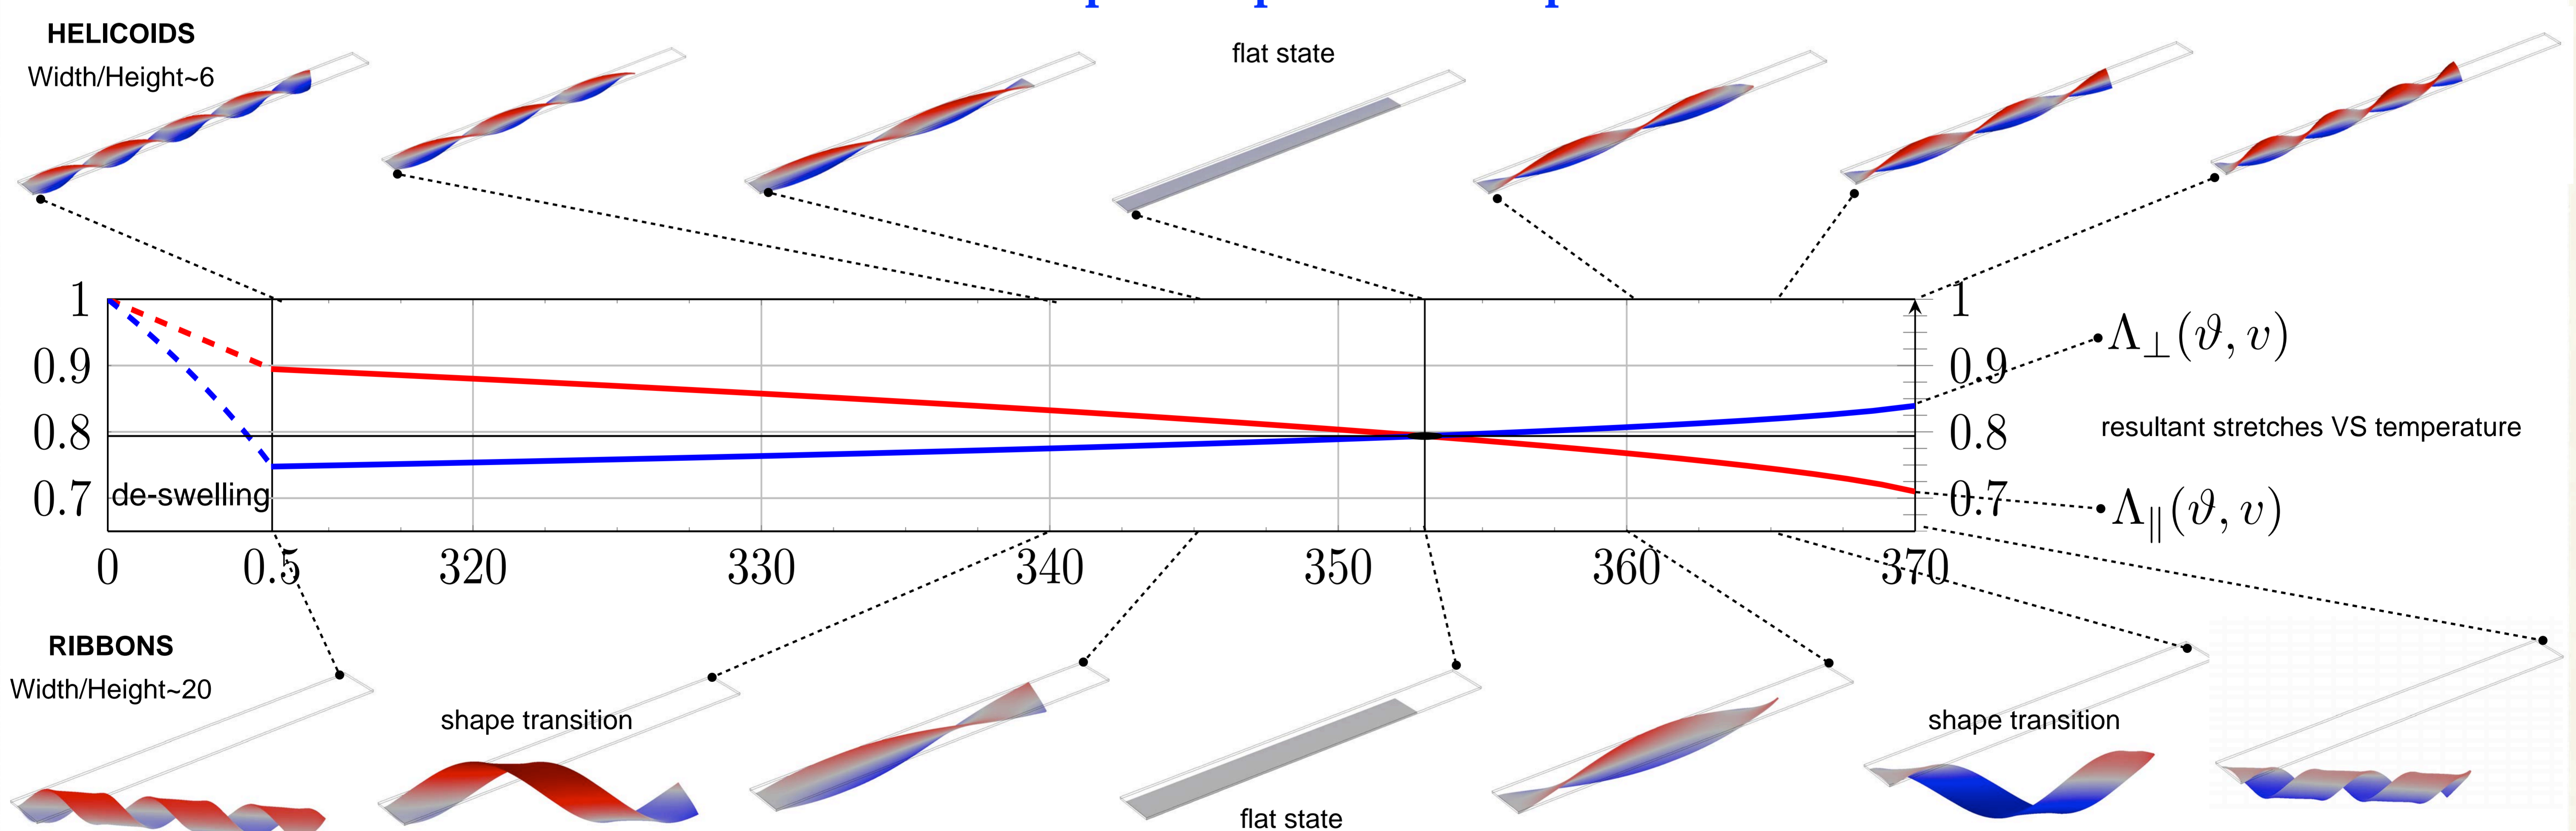 HELICOIDS
Width/Height~6
flat state
1
0.9
0.8
0.7
de-swelling
1
0.9
0.8
0.7
Λ⊥(ϑ, υ)
resultant stretches VS temperature
Λ∥(ϑ, υ)
0 0.5 320 330 340 350 360 370
RIBBONS
Width/Height~20
shape transition
flat state
shape transition